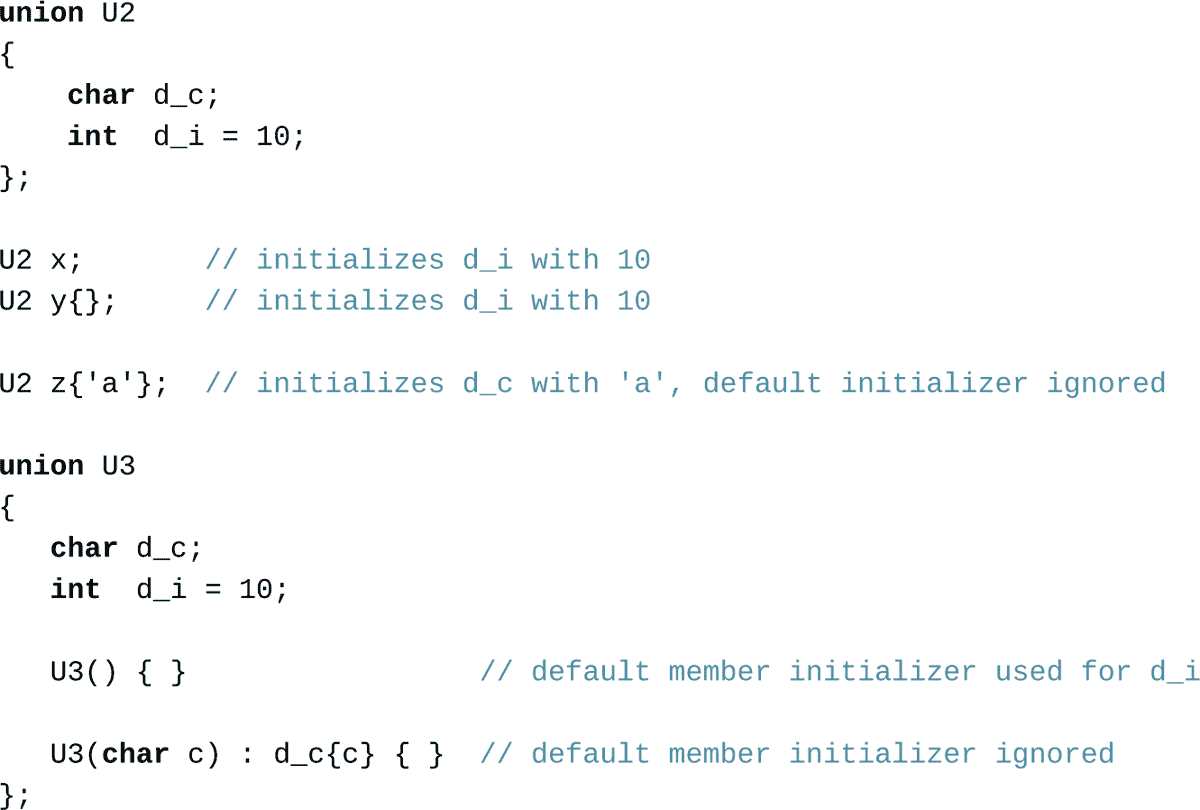 union U2
{
    char d_c;
    int  d_i = 10;
};

U2 x;       // initializes d_i with 10
U2 y{};     // initializes d_i with 10

U2 z{'a'};  // initializes d_c with 'a', default initializer ignored

union U3
{
   char d_c;
   int  d_i = 10;

   U3() { }                 // default member initializer used for d_i

   U3(char c) : d_c{c} { }  // default member initializer ignored
};